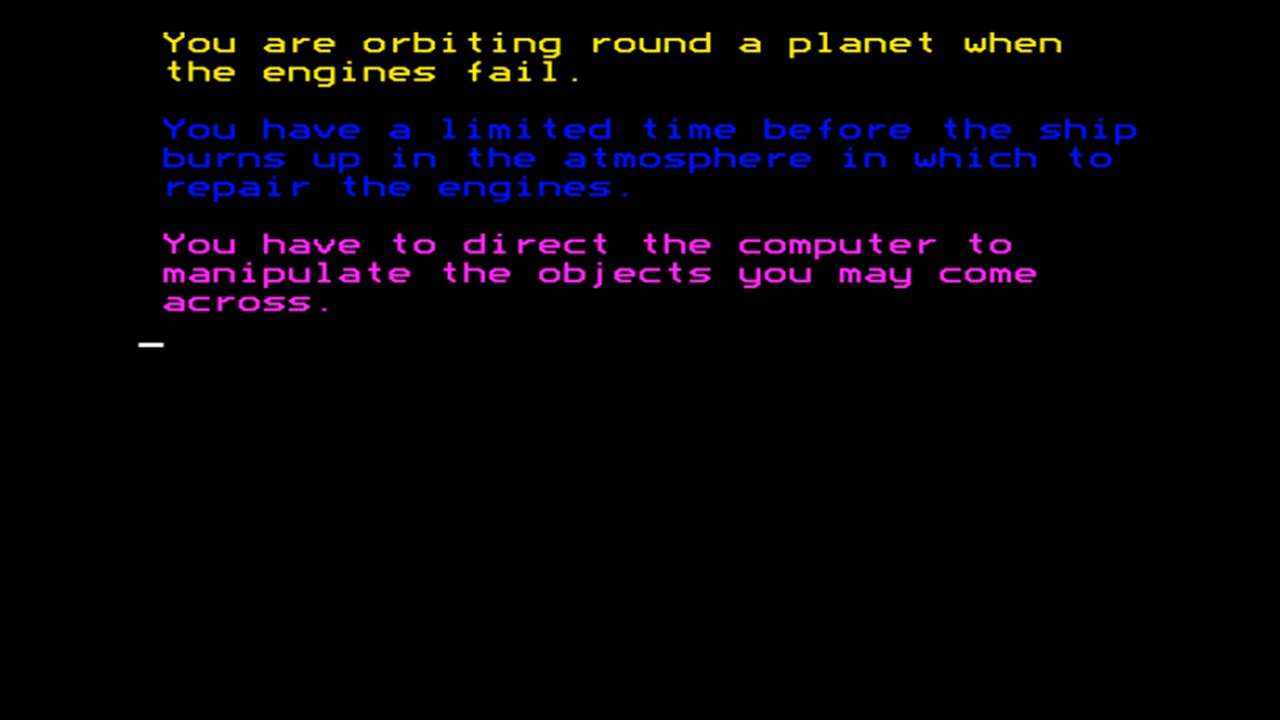 You are orbiting round a planet when
the engines fail.
You have a limited time before the ship
burns up in the atmosphere in which to
repair the engines.
You have to direct the computer to
manipulate the objects you may come
across.